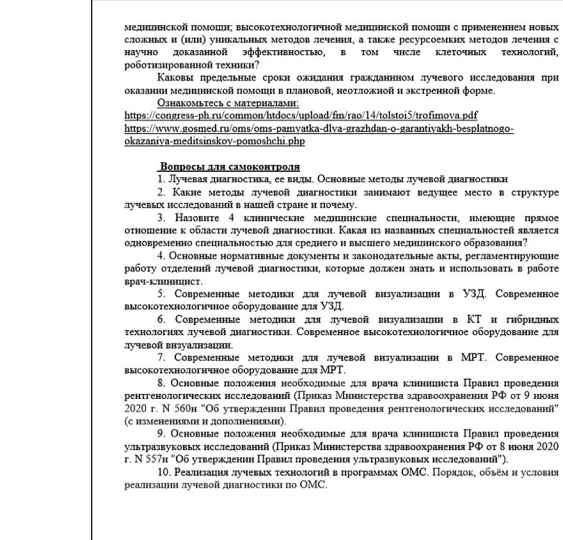 медицинской помощи; высокотехнологичной медицинской помощи с применением новых
сложных и (или) уникальных методов лечения, а также ресурсоемких методов лечения с
научно доказанной эффективностью, в том числе клеточных технологий,
роботизированной техники?
Каковы предельные сроки ожидания гражданином лучевого исследования при
оказании медицинской помощи в плановой, неотложной и экстренной форме.
Ознакомьтесь с материалами:
https://congress-ph.ru/common/htdocs/upload/fm/rao/14/tolstoi5/trofimova.pdf
https://www.gosmed.ru/oms/oms-pamyatka-dlya-grazhdan-o-garantiyakh-besplatnogo-
okazaniya-meditsinskov-pomoshchi.php
Вопросы для самоконтроля
1. Лучевая диагностика, ее виды. Основные методы лучевой диагностики
2. Какие методы лучевой диагностики занимают ведущее место в структуре
лучевых исследований в нашей стране и почему.
3. Назовите 4 клинические медицинские специальности, имеющие прямое
отношение к области лучевой диагностики. Какая из названных специальностей является
одновременно специальностью для среднего и высшего медицинского образования?
4. Основные нормативные документы и законодательные акты, регламентирующие
работу отделений лучевой диагностики, которые должен знать и использовать в работе
врач-клиницист.
5. Современные методики для лучевой визуализации в УЗД. Современное
высокотехнологичное оборудование для УЗД.
6. Современные методики для лучевой визуализации в КТ и гибридных
технологиях лучевой диагностики. Современное высокотехнологичное оборудование для
лучевой визуализации.
7. Современные методики для лучевой визуализации в МРТ. Современное
высокотехнологичное оборудование для МРТ.
8. Основные положения необходимые для врача клинициста Правил проведения
рентгенологических исследований (Приказ Министерства здравоохранения РФ от 9 июня
2020 г. N 560н "Об утверждении Правил проведения рентгенологических исследований"
(с изменениями и дополнениями).
9. Основные положения необходимые для врача клинициста Правил проведения
ультразвуковых исследований (Приказ Министерства здравоохранения РФ от 8 июня 2020
г. N 557н "Об утверждении Правил проведения ультразвуковых исследований").
10. Реализация лучевых технологий в программах ОМС. Порядок, объём и условия
реализации лучевой диагностики по ОМС.